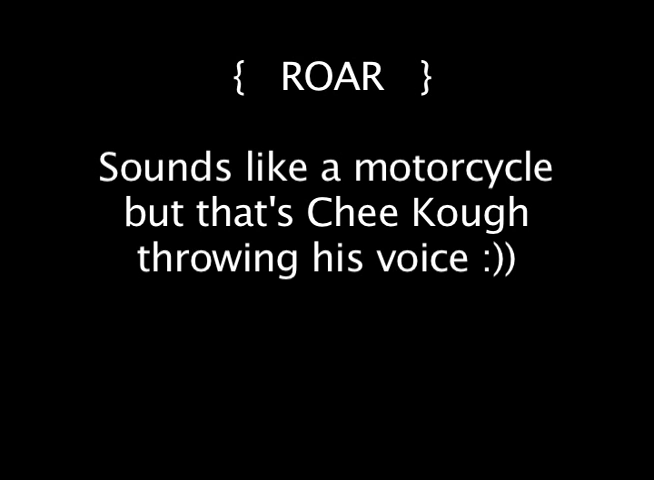 { ROAR }
Sounds like a motorcycle
but that's Chee Kough
throwing his voice :))